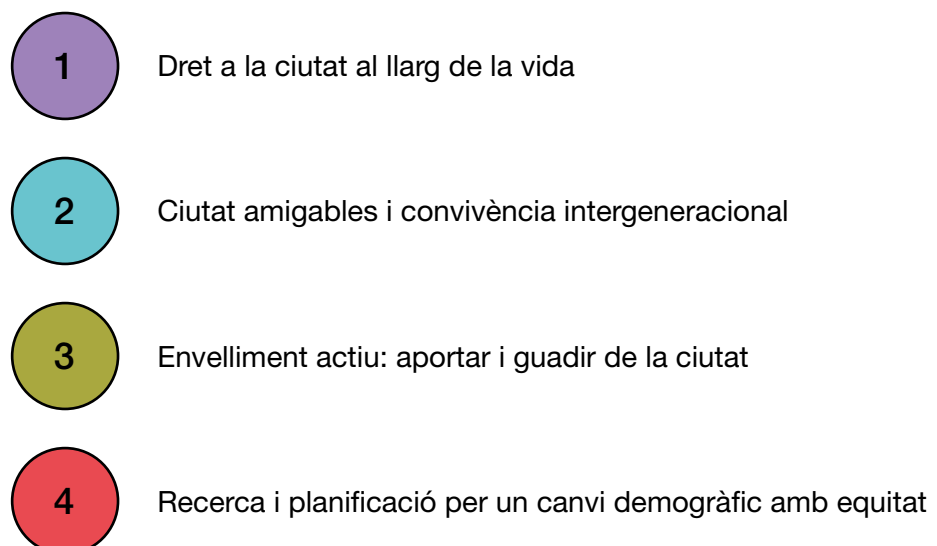 1 Dret a la ciutat al llarg de la vida
2 Ciutat amigables i convivència intergeneracional
3 Envelliment actiu: aportar i guadir de la ciutat
4 Recerca i planificació per un canvi demogràfic amb equitat